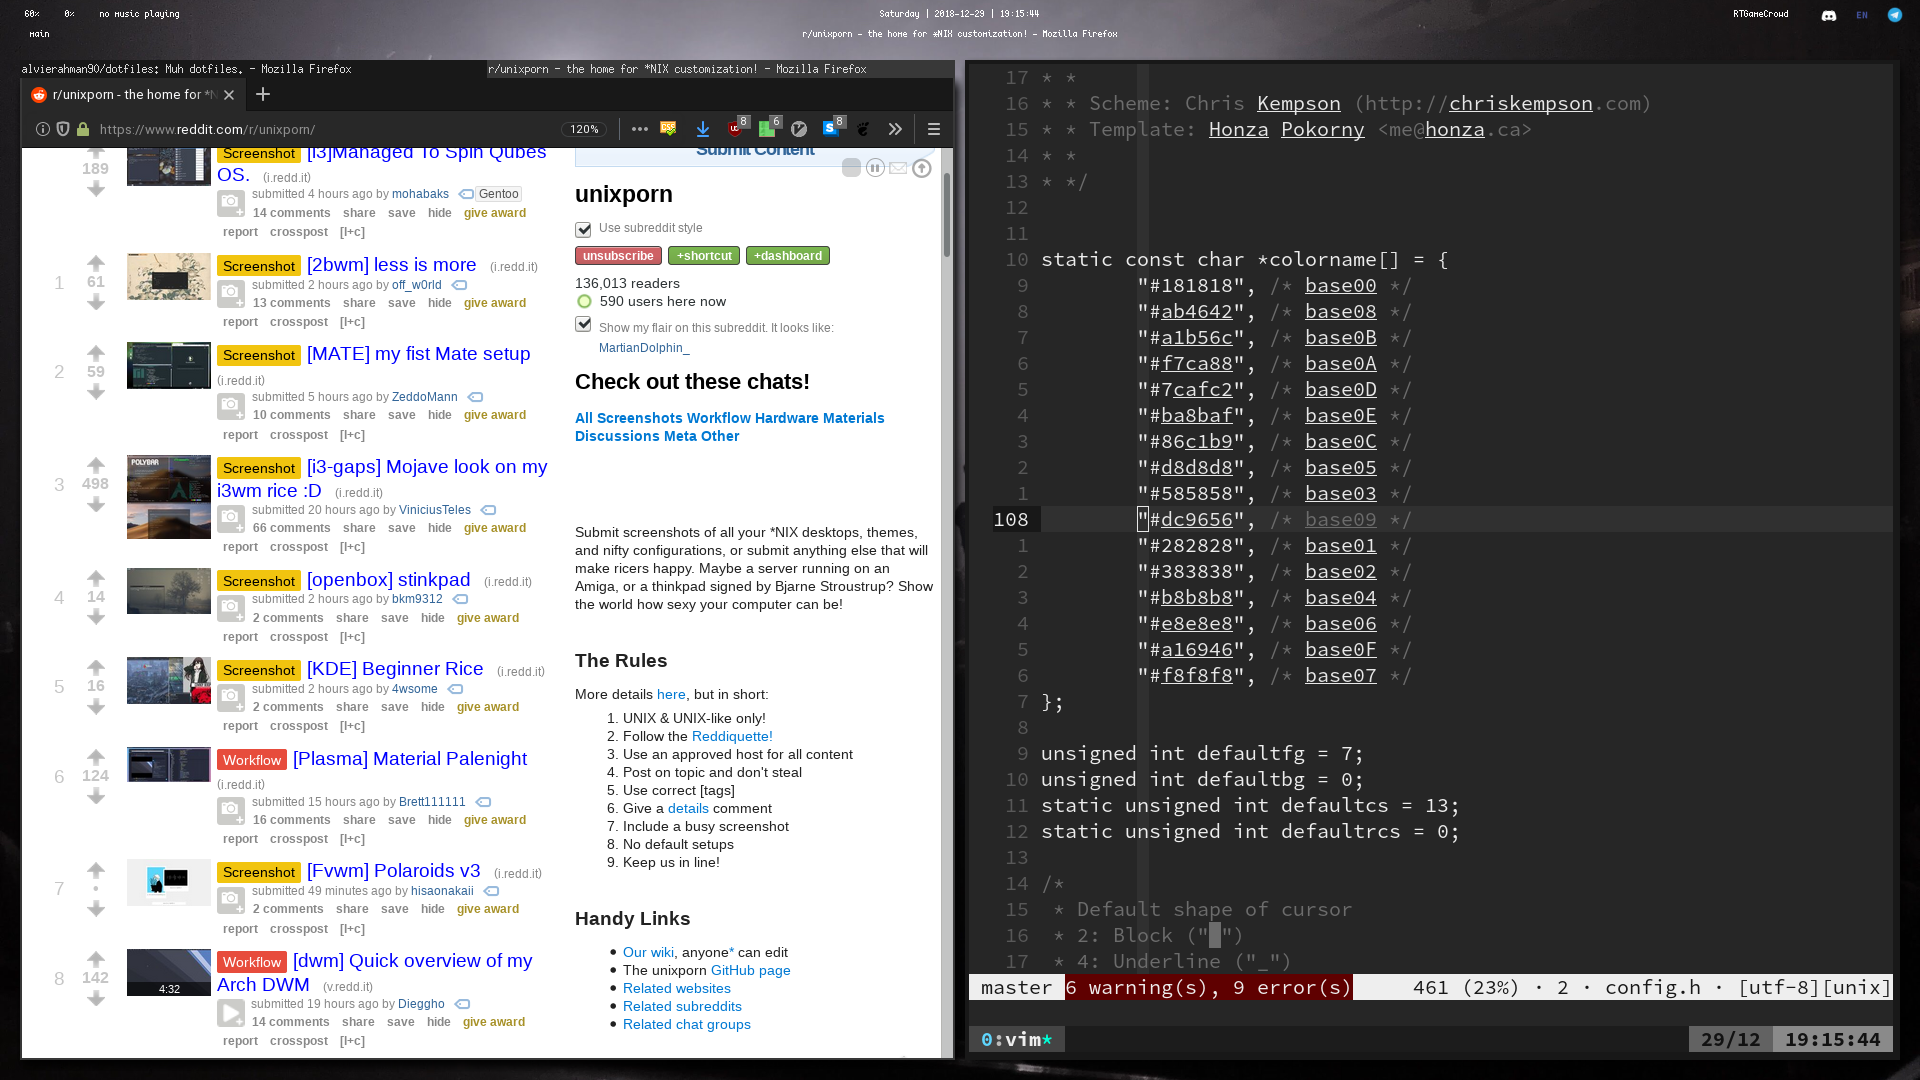 60% 0% no music playing
Saturday | 2018-12-29 | 19:15:44
RTGameCrowd
EN
main
r/unixporn - the home for *NIX customization! - Mozilla Firefox
alvierahman90/dotfiles: Muh dotfiles. - Mozilla Firefox
r/unixporn - the home for *NIX customization! - Mozilla Firefox
r/unixporn - the home for *N
https://www.reddit.com/r/unixporn/
120%
8 6 8
189
Screenshot [i3]Managed To Spin Qubes
OS. (i.redd.it)
submitted 4 hours ago by mohabaks Gentoo
14 comments share save hide give award
report crosspost [l+c]
1
61
Screenshot [2bwm] less is more (i.redd.it)
submitted 2 hours ago by off_w0rld
13 comments share save hide give award
report crosspost [l+c]
2
59
Screenshot [MATE] my fist Mate setup
(i.redd.it)
submitted 5 hours ago by ZeddoMann
10 comments share save hide give award
report crosspost [l+c]
3
498
POLYBAR
Screenshot [i3-gaps] Mojave look on my
i3wm rice :D (i.redd.it)
submitted 20 hours ago by ViniciusTeles
66 comments share save hide give award
report crosspost [l+c]
4
14
Screenshot [openbox] stinkpad (i.redd.it)
submitted 2 hours ago by bkm9312
2 comments share save hide give award
report crosspost [l+c]
5
16
Screenshot [KDE] Beginner Rice (i.redd.it)
submitted 2 hours ago by 4wsome
2 comments share save hide give award
report crosspost [l+c]
6
124
Workflow [Plasma] Material Palenight
(i.redd.it)
submitted 15 hours ago by Brett111111
16 comments share save hide give award
report crosspost [l+c]
7
•
Screenshot [Fvwm] Polaroids v3 (i.redd.it)
submitted 49 minutes ago by hisaonakaii
2 comments share save hide give award
report crosspost [l+c]
8
142
4:32
Workflow [dwm] Quick overview of my
Arch DWM (v.redd.it)
submitted 19 hours ago by Dieggho
14 comments share save hide give award
report crosspost [l+c]
Submit Content
unixporn
Use subreddit style
unsubscribe +shortcut +dashboard
136,013 readers
590 users here now
Show my flair on this subreddit. It looks like:
MartianDolphin_
Check out these chats!
All Screenshots Workflow Hardware Materials
Discussions Meta Other
Submit screenshots of all your *NIX desktops, themes,
and nifty configurations, or submit anything else that will
make ricers happy. Maybe a server running on an
Amiga, or a thinkpad signed by Bjarne Stroustrup? Show
the world how sexy your computer can be!
The Rules
More details here, but in short:
1. UNIX & UNIX-like only!
2. Follow the Reddiquette!
3. Use an approved host for all content
4. Post on topic and don't steal
5. Use correct [tags]
6. Give a details comment
7. Include a busy screenshot
8. No default setups
9. Keep us in line!
Handy Links
• Our wiki, anyone* can edit
• The unixporn GitHub page
• Related websites
• Related subreddits
• Related chat groups
17 * *
16 * * Scheme: Chris Kempson (http://chriskempson.com)
15 * * Template: Honza Pokorny <me@honza.ca>
14 * *
13 * */
12
11
10 static const char *colorname[] = {
9 "#181818", /* base00 */
8 "#ab4642", /* base08 */
7 "#a1b56c", /* base0B */
6 "#f7ca88", /* base0A */
5 "#7cafc2", /* base0D */
4 "#ba8baf", /* base0E */
3 "#86c1b9", /* base0C */
2 "#d8d8d8", /* base05 */
1 "#585858", /* base03 */
108 "#dc9656", /* base09 */
1 "#282828", /* base01 */
2 "#383838", /* base02 */
3 "#b8b8b8", /* base04 */
4 "#e8e8e8", /* base06 */
5 "#a16946", /* base0F */
6 "#f8f8f8", /* base07 */
7 };
8
9 unsigned int defaultfg = 7;
10 unsigned int defaultbg = 0;
11 static unsigned int defaultcs = 13;
12 static unsigned int defaultrcs = 0;
13
14 /*
15 * Default shape of cursor
16 * 2: Block ("█")
17 * 4: Underline ("_")
master 6 warning(s), 9 error(s) 461 (23%) · 2 · config.h · [utf-8][unix]
0:vim* 29/12 19:15:44